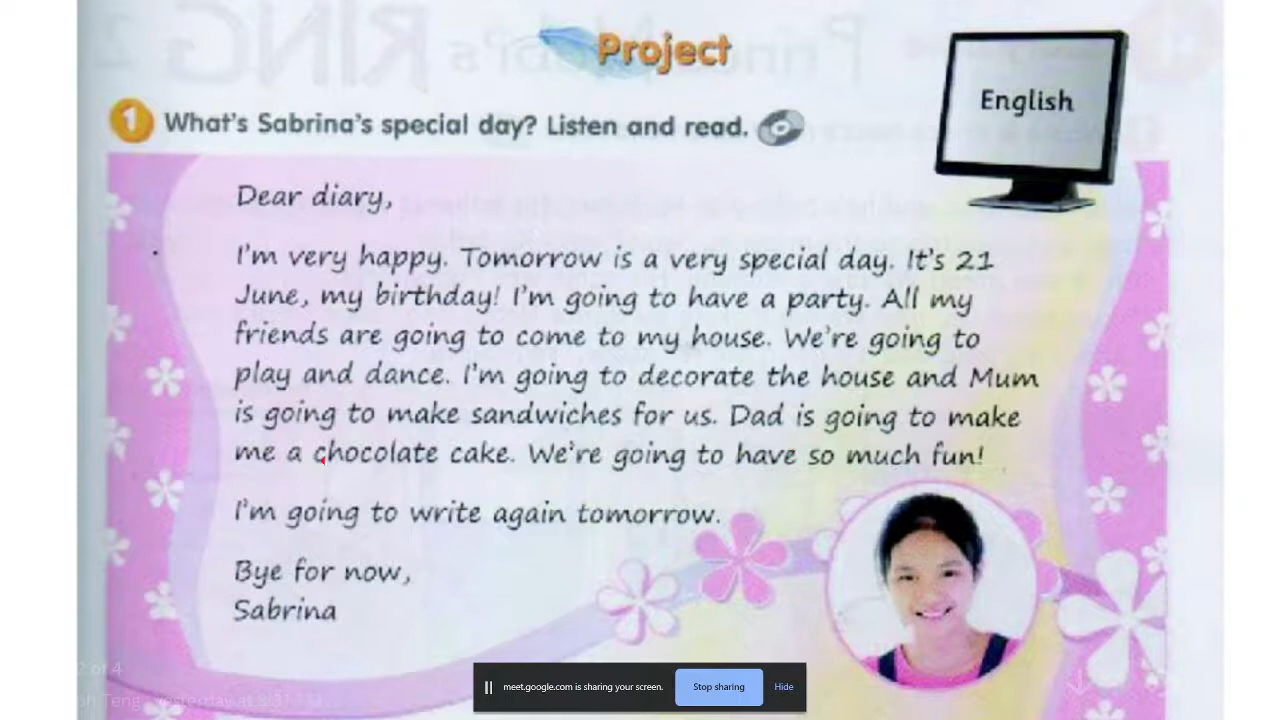 Project
English
1 What's Sabrina's special day? Listen and read.
Dear diary,
I'm very happy. Tomorrow is a very special day. It's 21
June, my birthday! I'm going to have a party. All my
friends are going to come to my house. We're going to
play and dance. I'm going to decorate the house and Mum
is going to make sandwiches for us. Dad is going to make
me a chocolate cake. We're going to have so much fun!
I'm going to write again tomorrow.
Bye for now,
Sabrina
2 of 4
meet.google.com is sharing your screen.
Stop sharing
Hide